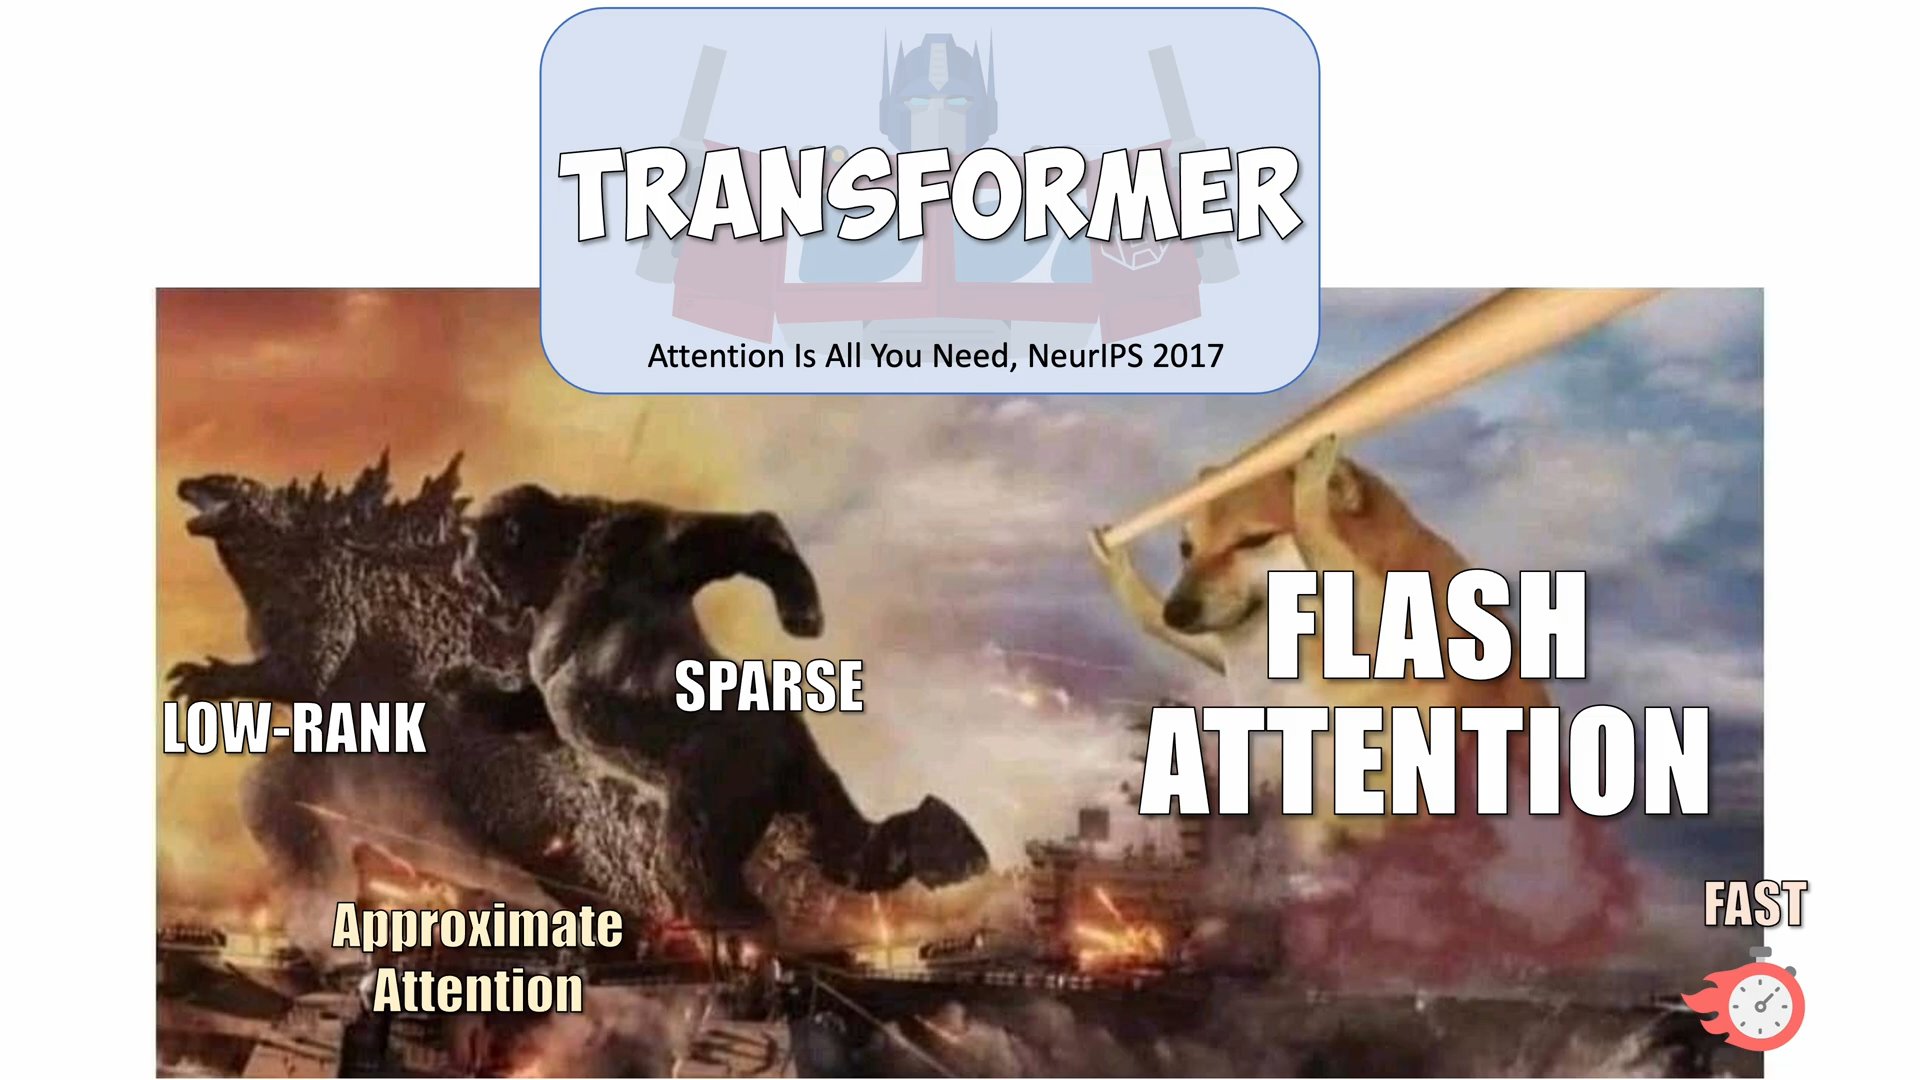 TRANSFORMER
Attention Is All You Need, NeurIPS 2017
LOW-RANK
SPARSE
FLASH
ATTENTION
Approximate
Attention
FAST